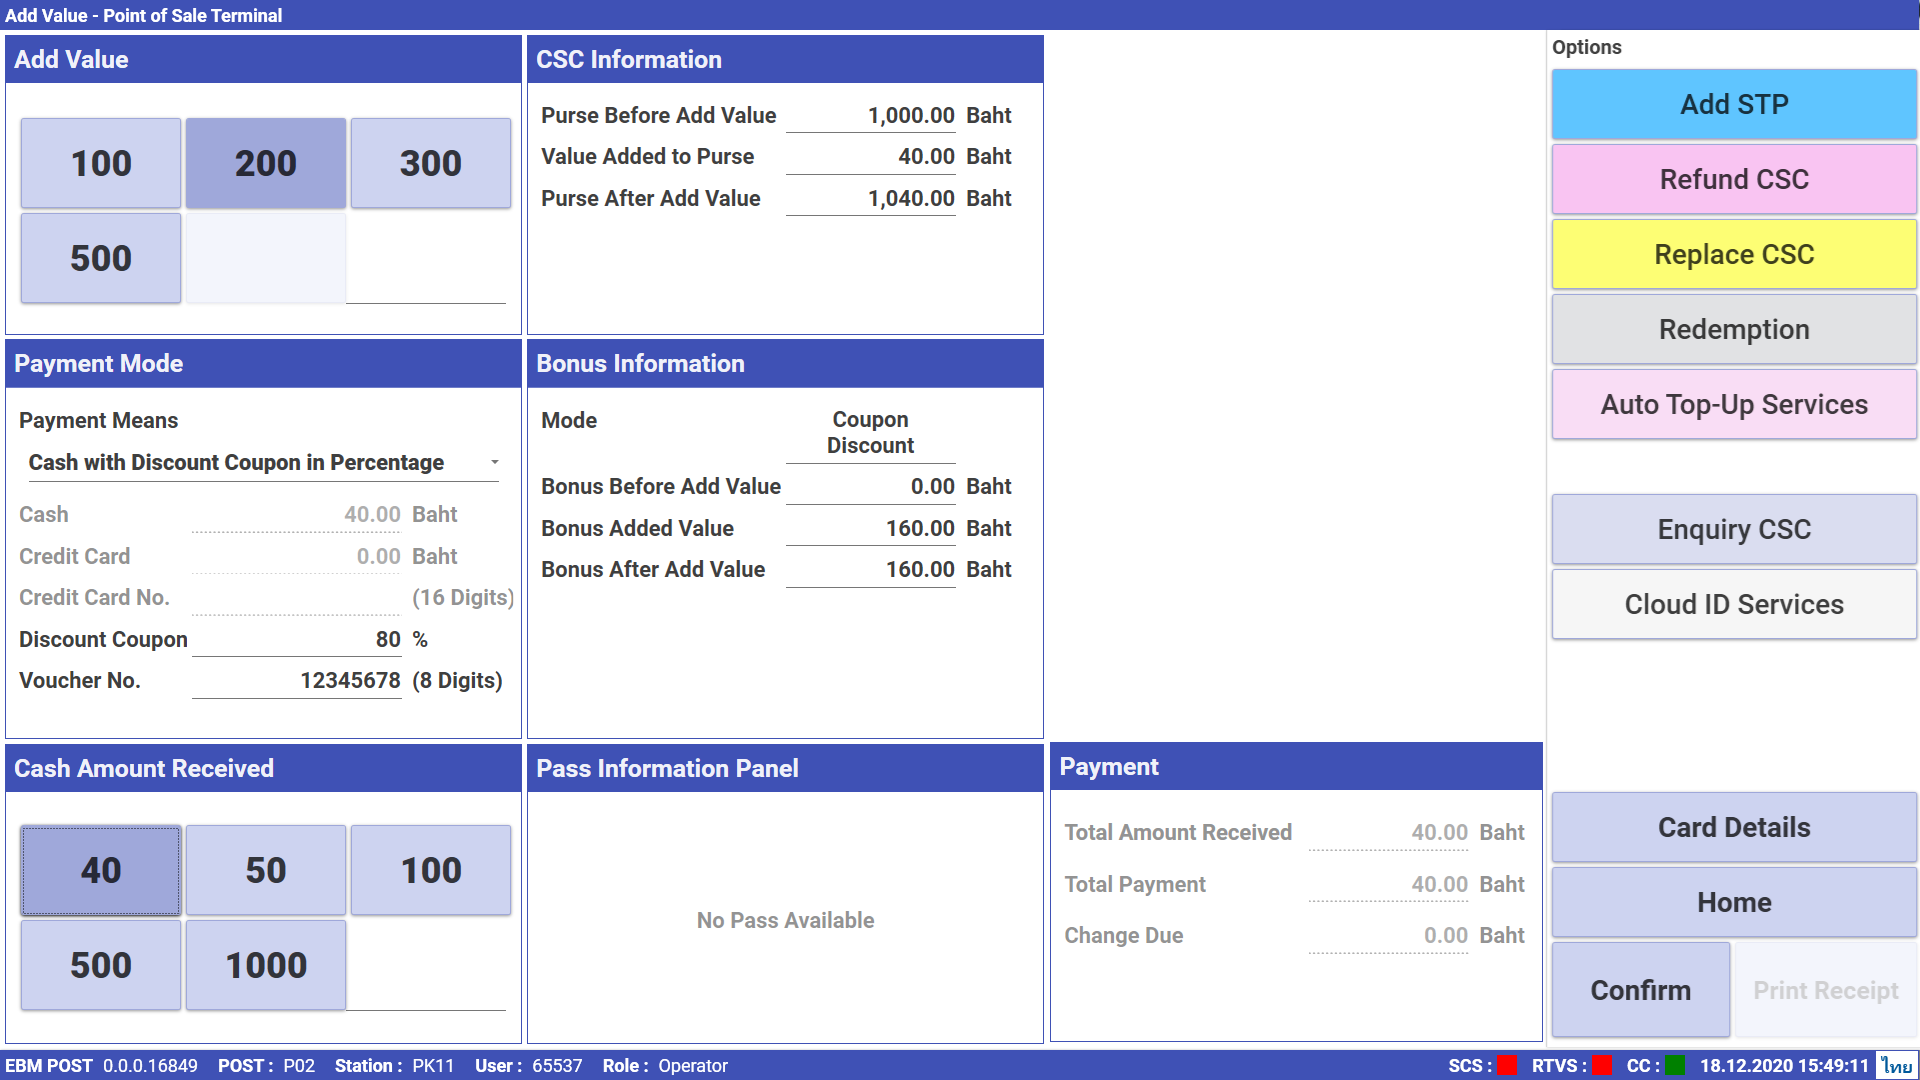 Add Value - Point of Sale Terminal
Add Value
100
200
300
500
CSC Information
Purse Before Add Value 1,000.00 Baht
Value Added to Purse 40.00 Baht
Purse After Add Value 1,040.00 Baht
Payment Mode
Payment Means
Cash with Discount Coupon in Percentage
Cash 40.00 Baht
Credit Card 0.00 Baht
Credit Card No. (16 Digits)
Discount Coupon 80 %
Voucher No. 12345678 (8 Digits)
Bonus Information
Mode Coupon
Discount
Bonus Before Add Value 0.00 Baht
Bonus Added Value 160.00 Baht
Bonus After Add Value 160.00 Baht
Cash Amount Received
40
50
100
500
1000
Pass Information Panel
No Pass Available
Payment
Total Amount Received 40.00 Baht
Total Payment 40.00 Baht
Change Due 0.00 Baht
Options
Add STP
Refund CSC
Replace CSC
Redemption
Auto Top-Up Services
Enquiry CSC
Cloud ID Services
Card Details
Home
Confirm
Print Receipt
EBM POST 0.0.0.16849 POST : P02 Station : PK11 User : 65537 Role : Operator SCS : RTVS : CC : 18.12.2020 15:49:11 ไทย